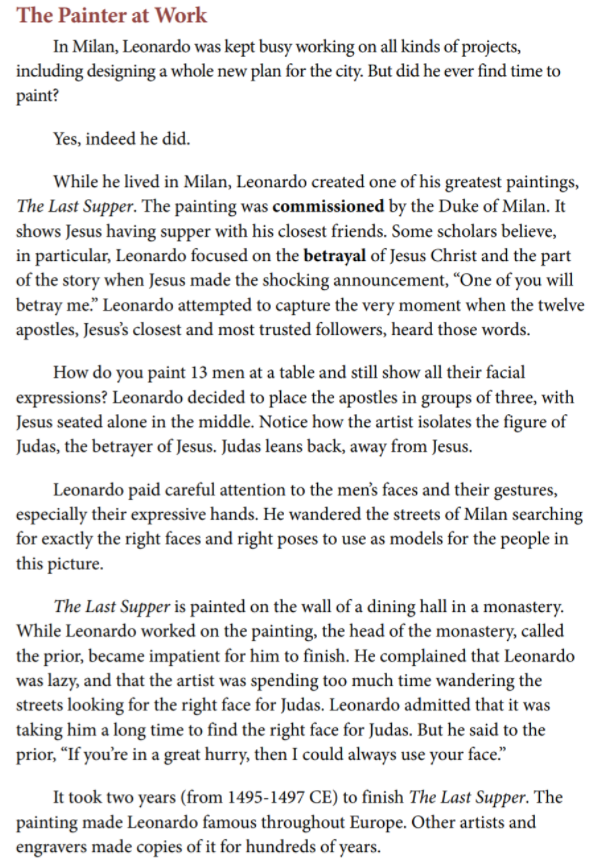 The Painter at Work
In Milan, Leonardo was kept busy working on all kinds of projects,
including designing a whole new plan for the city. But did he ever find time to
paint?
Yes, indeed he did.
While he lived in Milan, Leonardo created one of his greatest paintings,
The Last Supper. The painting was commissioned by the Duke of Milan. It
shows Jesus having supper with his closest friends. Some scholars believe,
in particular, Leonardo focused on the betrayal of Jesus Christ and the part
of the story when Jesus made the shocking announcement, “One of you will
betray me.” Leonardo attempted to capture the very moment when the twelve
apostles, Jesus’s closest and most trusted followers, heard those words.
How do you paint 13 men at a table and still show all their facial
expressions? Leonardo decided to place the apostles in groups of three, with
Jesus seated alone in the middle. Notice how the artist isolates the figure of
Judas, the betrayer of Jesus. Judas leans back, away from Jesus.
Leonardo paid careful attention to the men’s faces and their gestures,
especially their expressive hands. He wandered the streets of Milan searching
for exactly the right faces and right poses to use as models for the people in
this picture.
The Last Supper is painted on the wall of a dining hall in a monastery.
While Leonardo worked on the painting, the head of the monastery, called
the prior, became impatient for him to finish. He complained that Leonardo
was lazy, and that the artist was spending too much time wandering the
streets looking for the right face for Judas. Leonardo admitted that it was
taking him a long time to find the right face for Judas. But he said to the
prior, “If you’re in a great hurry, then I could always use your face.”
It took two years (from 1495-1497 CE) to finish The Last Supper. The
painting made Leonardo famous throughout Europe. Other artists and
engravers made copies of it for hundreds of years.